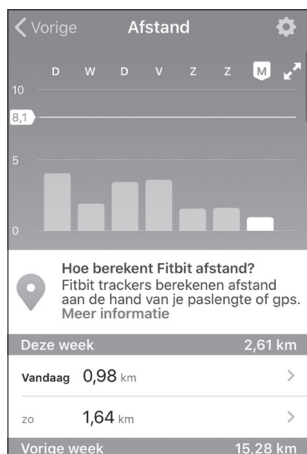 Vorige Afstand
D W D V Z Z M
10
8,1
5
0
Hoe berekent Fitbit afstand?
Fitbit trackers berekenen afstand
aan de hand van je paslengte of gps.
Meer informatie
Deze week 2,61 km
Vandaag 0,98 km
zo 1,64 km
Vorige week 15,28 km